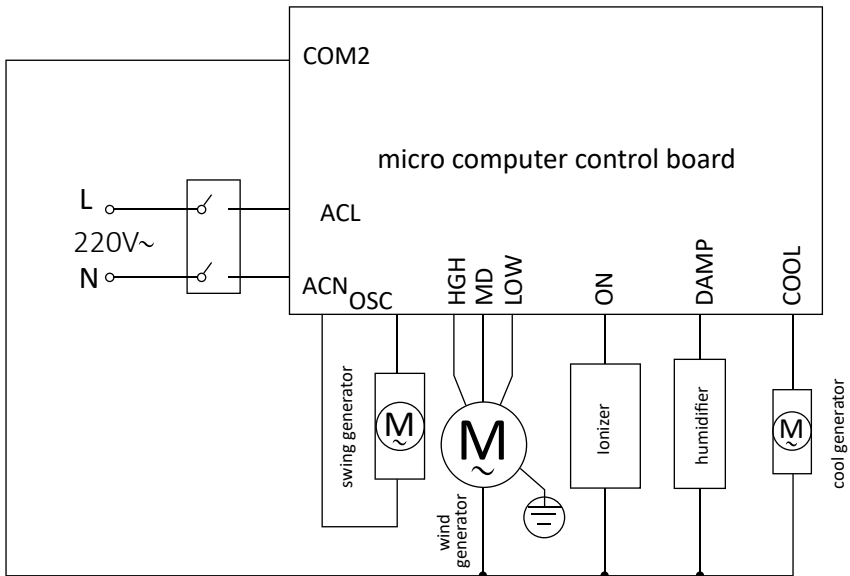 COM2
micro computer control board
L
ACL
220V~
N
ACN
OSC
HGH
MD
LOW
ON
DAMP
COOL
swing generator
M
~
M
~
wind
generator
Ionizer
humidifier
M
~
cool generator